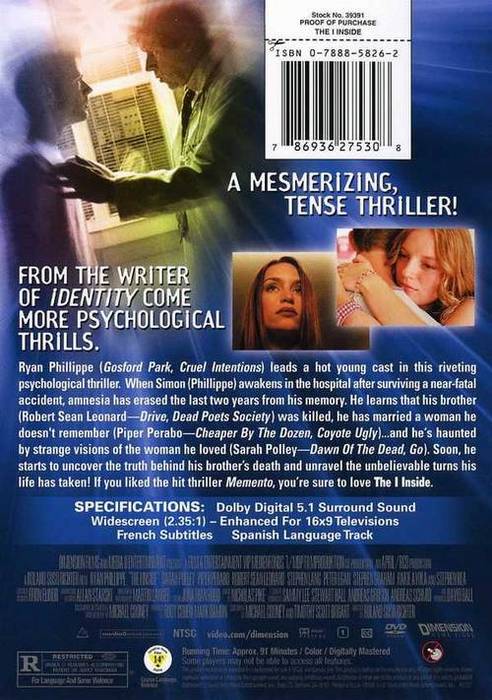 Stock No. 39391
PROOF OF PURCHASE
THE I INSIDE
ISBN 0-7888-5826-2
7 86936 27530 8
A MESMERIZING,
TENSE THRILLER!
FROM THE WRITER
OF IDENTITY COME
MORE PSYCHOLOGICAL
THRILLS.
Ryan Phillippe (Gosford Park, Cruel Intentions) leads a hot young cast in this riveting
psychological thriller. When Simon (Phillippe) awakens in the hospital after surviving a near-fatal
accident, amnesia has erased the last two years from his memory. He learns that his brother
(Robert Sean Leonard—Drive, Dead Poets Society) was killed, he has married a woman he
doesn't remember (Piper Perabo—Cheaper By The Dozen, Coyote Ugly)...and he's haunted
by strange visions of the woman he loved (Sarah Polley—Dawn Of The Dead, Go). Soon, he
starts to uncover the truth behind his brother's death and unravel the unbelievable turns his
life has taken! If you liked the hit thriller Memento, you're sure to love The I Inside.
SPECIFICATIONS: Dolby Digital 5.1 Surround Sound
Widescreen (2.35:1) – Enhanced For 16x9 Televisions
French Subtitles Spanish Language Track
NTSC video.com/dimension
DVD
DIMENSION
R RESTRICTED
For Language And Some Violence
14
Running Time: Approx. 91 Minutes / Color / Digitally Mastered
Some players may not be able to access all features.